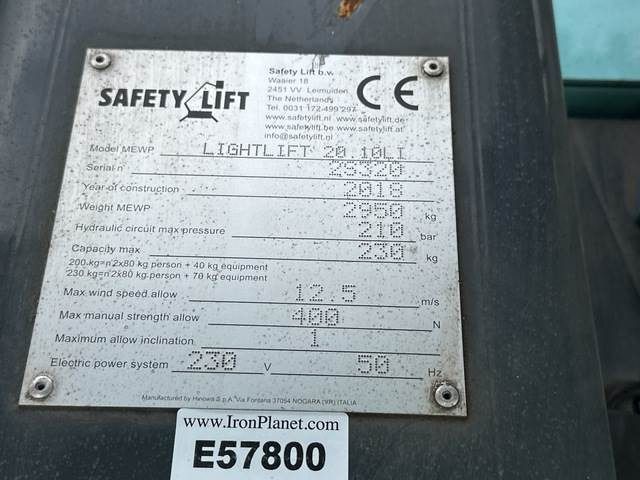 SAFETY LIFT
Safety Lift b.v.
Waaier 18
2451 VV Leimuiden
The Netherlands
Tel. 0031 172-499 297
www.safetylift.nl www.safetylift.de
www.safetylift.be www.safetylift.at
info@safetylift.nl
CE
Model MEWP LIGHTLIFT 20.10LI
Serial n° 29320
Year of construction 2018
Weight MEWP 2950 kg
Hydraulic circuit max pressure 210 bar
Capacity max 230 kg
200 kg=n°2x80 kg person + 40 kg equipment
230 kg=n°2x80 kg person + 70 kg equipment
Max wind speed allow 12.5 m/s
Max manual strength allow 400 N
Maximum allow inclination 1
Electric power system 230 V 50 Hz
Manufactured by Hinowa S.p.A. Via Fontana 37054 NOGARA (VR) ITALIA
www.IronPlanet.com
E57800